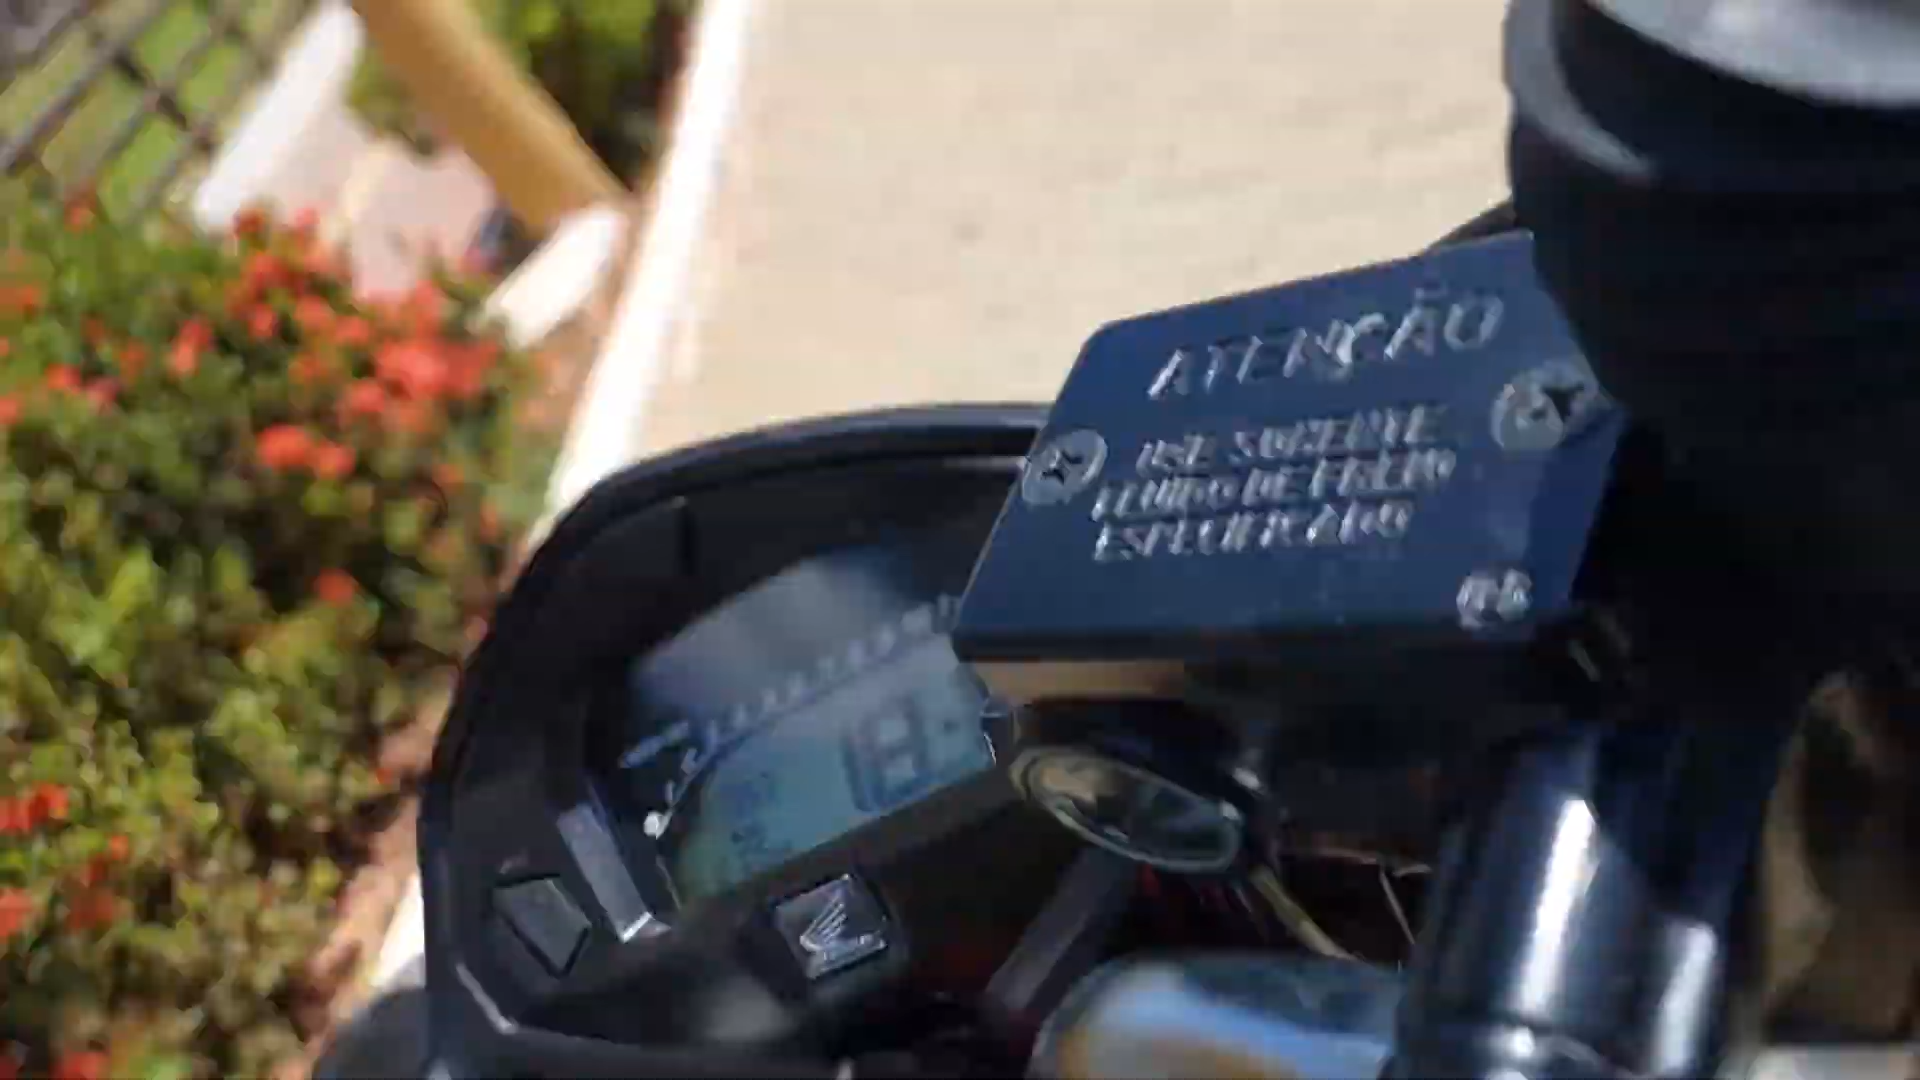 ATENÇÃO
USE SOMENTE
FLUIDO DE FREIO
ESPECIFICADO